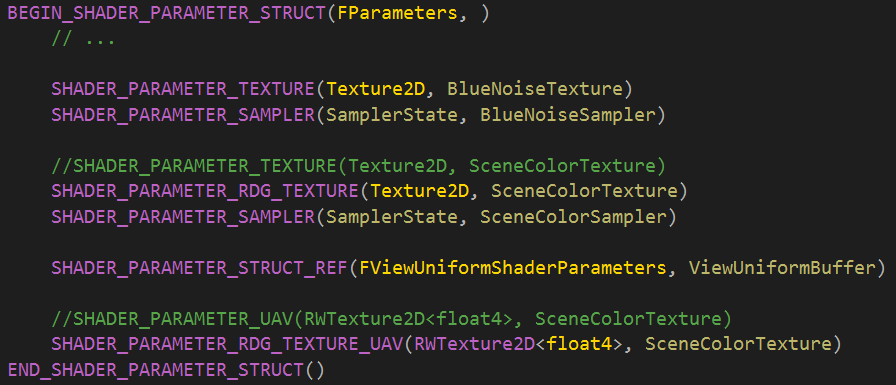 BEGIN_SHADER_PARAMETER_STRUCT(FParameters, )
    // ...

    SHADER_PARAMETER_TEXTURE(Texture2D, BlueNoiseTexture)
    SHADER_PARAMETER_SAMPLER(SamplerState, BlueNoiseSampler)

    //SHADER_PARAMETER_TEXTURE(Texture2D, SceneColorTexture)
    SHADER_PARAMETER_RDG_TEXTURE(Texture2D, SceneColorTexture)
    SHADER_PARAMETER_SAMPLER(SamplerState, SceneColorSampler)

    SHADER_PARAMETER_STRUCT_REF(FViewUniformShaderParameters, ViewUniformBuffer)

    //SHADER_PARAMETER_UAV(RWTexture2D<float4>, SceneColorTexture)
    SHADER_PARAMETER_RDG_TEXTURE_UAV(RWTexture2D<float4>, SceneColorTexture)
END_SHADER_PARAMETER_STRUCT()